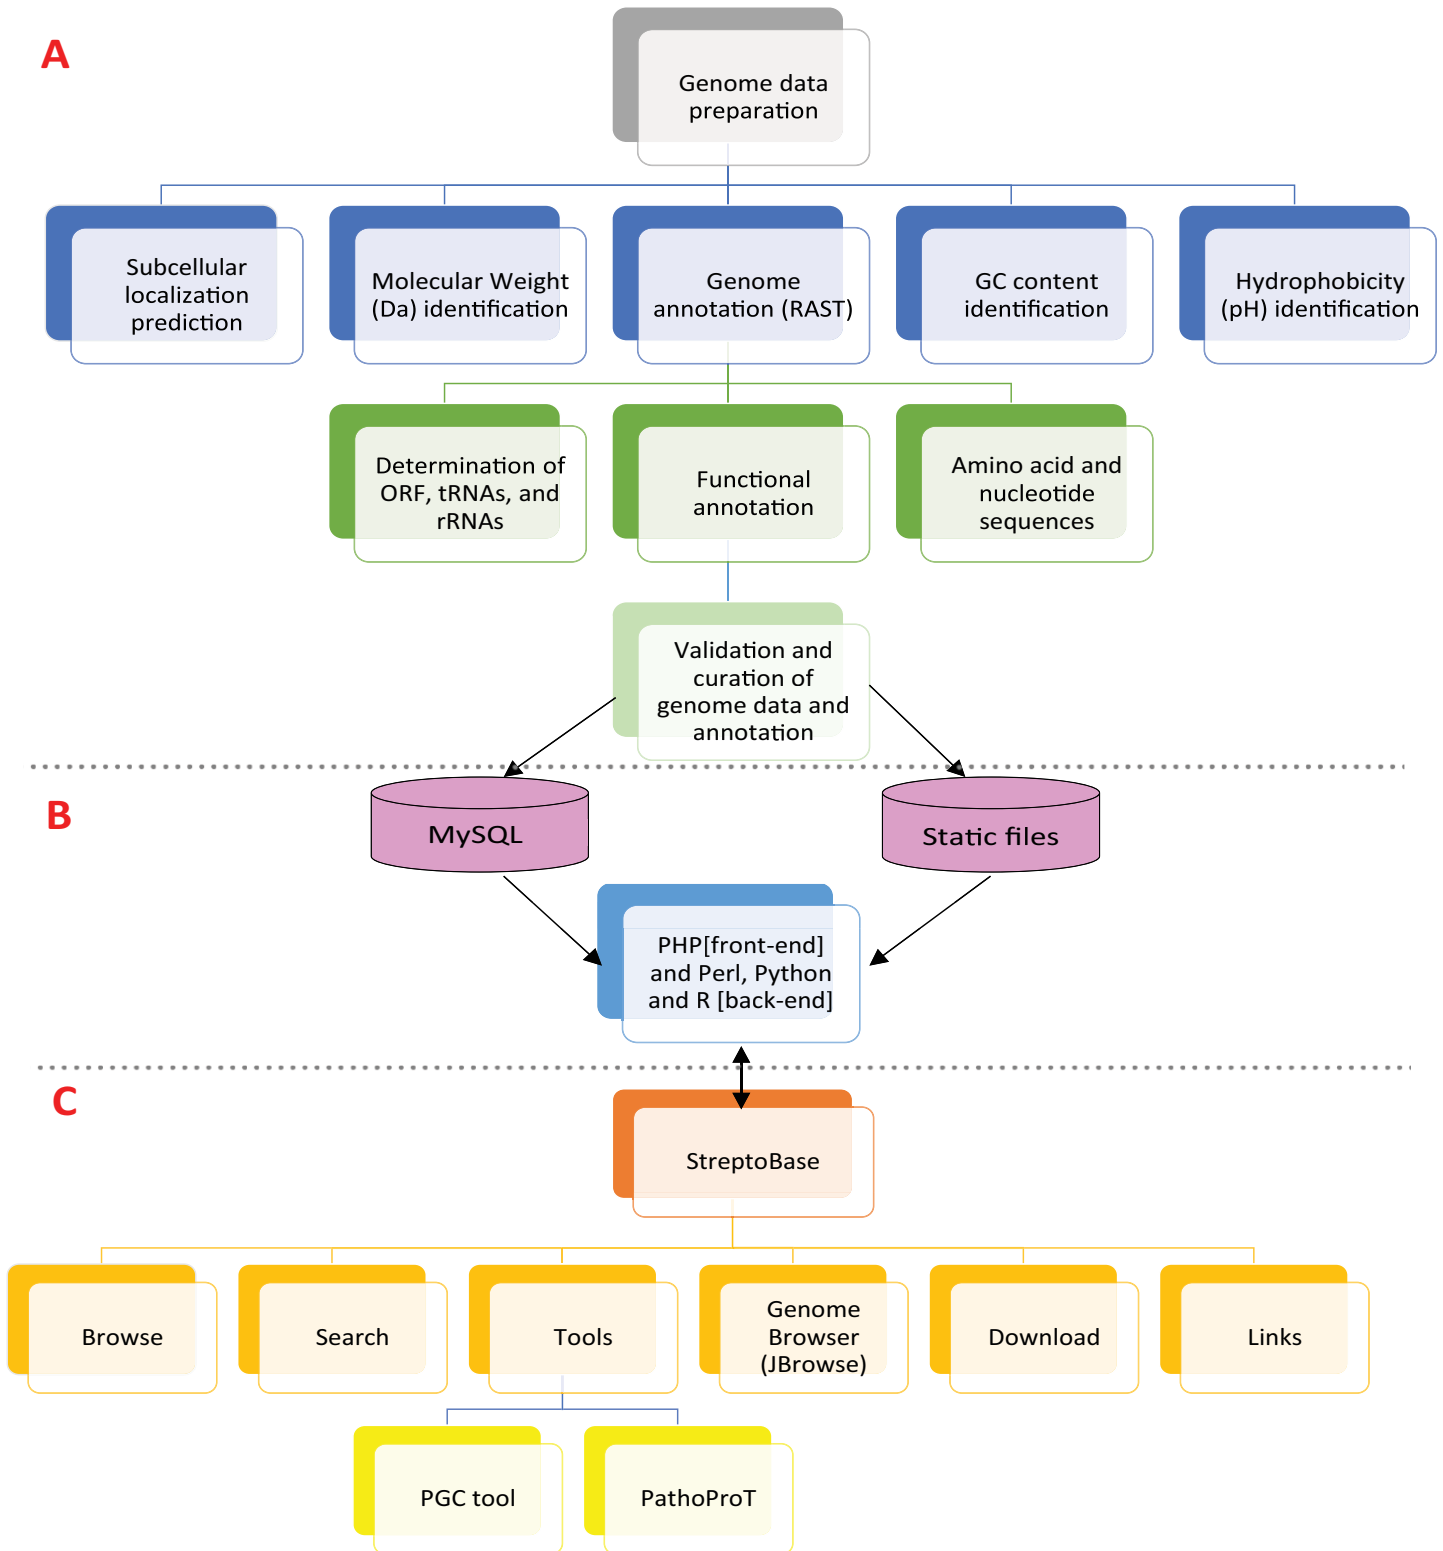 A
Genome data
preparation
Subcellular
localization
prediction
Molecular Weight
(Da) identification
Genome
annotation (RAST)
GC content
identification
Hydrophobicity
(pH) identification
Determination of
ORF, tRNAs, and
rRNAs
Functional
annotation
Amino acid and
nucleotide
sequences
Validation and
curation of
genome data and
annotation
B
MySQL
Static files
PHP[front-end]
and Perl, Python
and R [back-end]
C
StreptoBase
Browse
Search
Tools
Genome
Browser
(JBrowse)
Download
Links
PGC tool
PathoProT